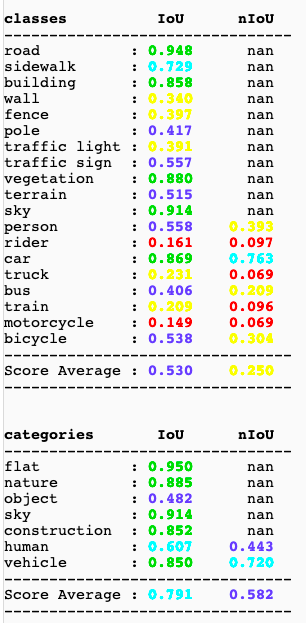 classes IoU nIoU
--------------------------------
road : 0.948 nan
sidewalk : 0.729 nan
building : 0.858 nan
wall : 0.340 nan
fence : 0.397 nan
pole : 0.417 nan
traffic light : 0.391 nan
traffic sign : 0.557 nan
vegetation : 0.880 nan
terrain : 0.515 nan
sky : 0.914 nan
person : 0.558 0.393
rider : 0.161 0.097
car : 0.869 0.763
truck : 0.231 0.069
bus : 0.406 0.209
train : 0.209 0.096
motorcycle : 0.149 0.069
bicycle : 0.538 0.304
--------------------------------
Score Average : 0.530 0.250
--------------------------------
categories IoU nIoU
--------------------------------
flat : 0.950 nan
nature : 0.885 nan
object : 0.482 nan
sky : 0.914 nan
construction : 0.852 nan
human : 0.607 0.443
vehicle : 0.850 0.720
--------------------------------
Score Average : 0.791 0.582
--------------------------------